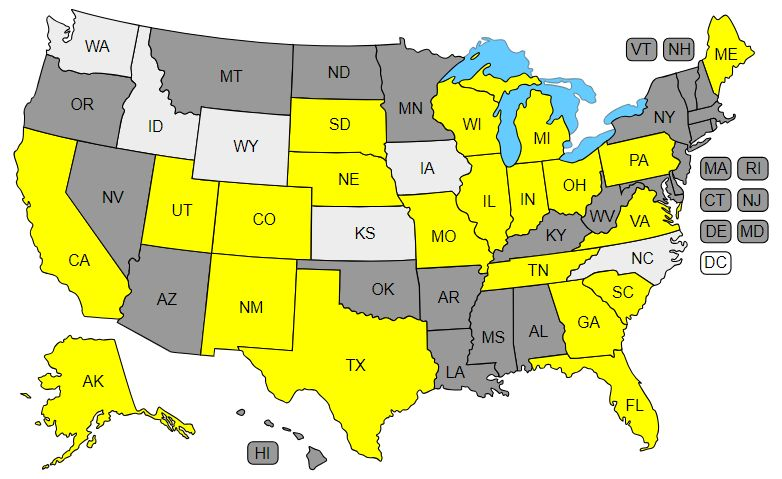 VT NH
WA
ME
MT ND
OR MN
NY
ID SD WI
MI
WY
PA
IA
MA RI
NE
OH
NV
IL IN
CT NJ
UT
CO
WV
VA
KS
MO
KY
DE MD
CA
NC
DC
TN
OK
AZ
NM
AR
SC
GA
MS AL
TX
LA
AK
FL
HI